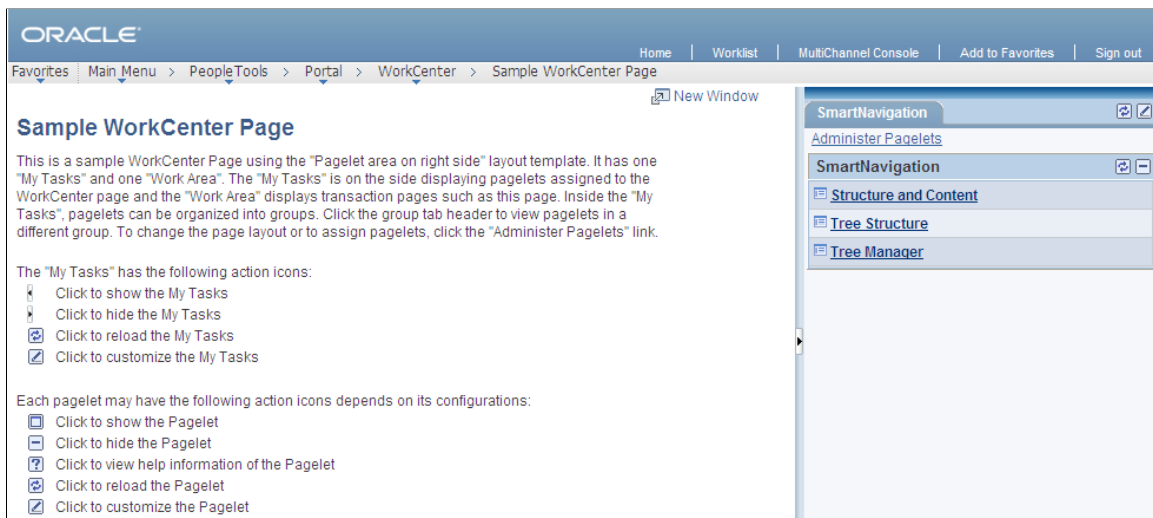 ORACLE
Home | Worklist | MultiChannel Console | Add to Favorites | Sign out
Favorites Main Menu > PeopleTools > Portal > WorkCenter > Sample WorkCenter Page
New Window
Sample WorkCenter Page
This is a sample WorkCenter Page using the "Pagelet area on right side" layout template. It has one
"My Tasks" and one "Work Area". The "My Tasks" is on the side displaying pagelets assigned to the
WorkCenter page and the "Work Area" displays transaction pages such as this page. Inside the "My
Tasks", pagelets can be organized into groups. Click the group tab header to view pagelets in a
different group. To change the page layout or to assign pagelets, click the "Administer Pagelets" link.
The "My Tasks" has the following action icons:
Click to show the My Tasks
Click to hide the My Tasks
Click to reload the My Tasks
Click to customize the My Tasks
Each pagelet may have the following action icons depends on its configurations:
Click to show the Pagelet
Click to hide the Pagelet
? Click to view help information of the Pagelet
Click to reload the Pagelet
Click to customize the Pagelet
SmartNavigation
Administer Pagelets
SmartNavigation
Structure and Content
Tree Structure
Tree Manager